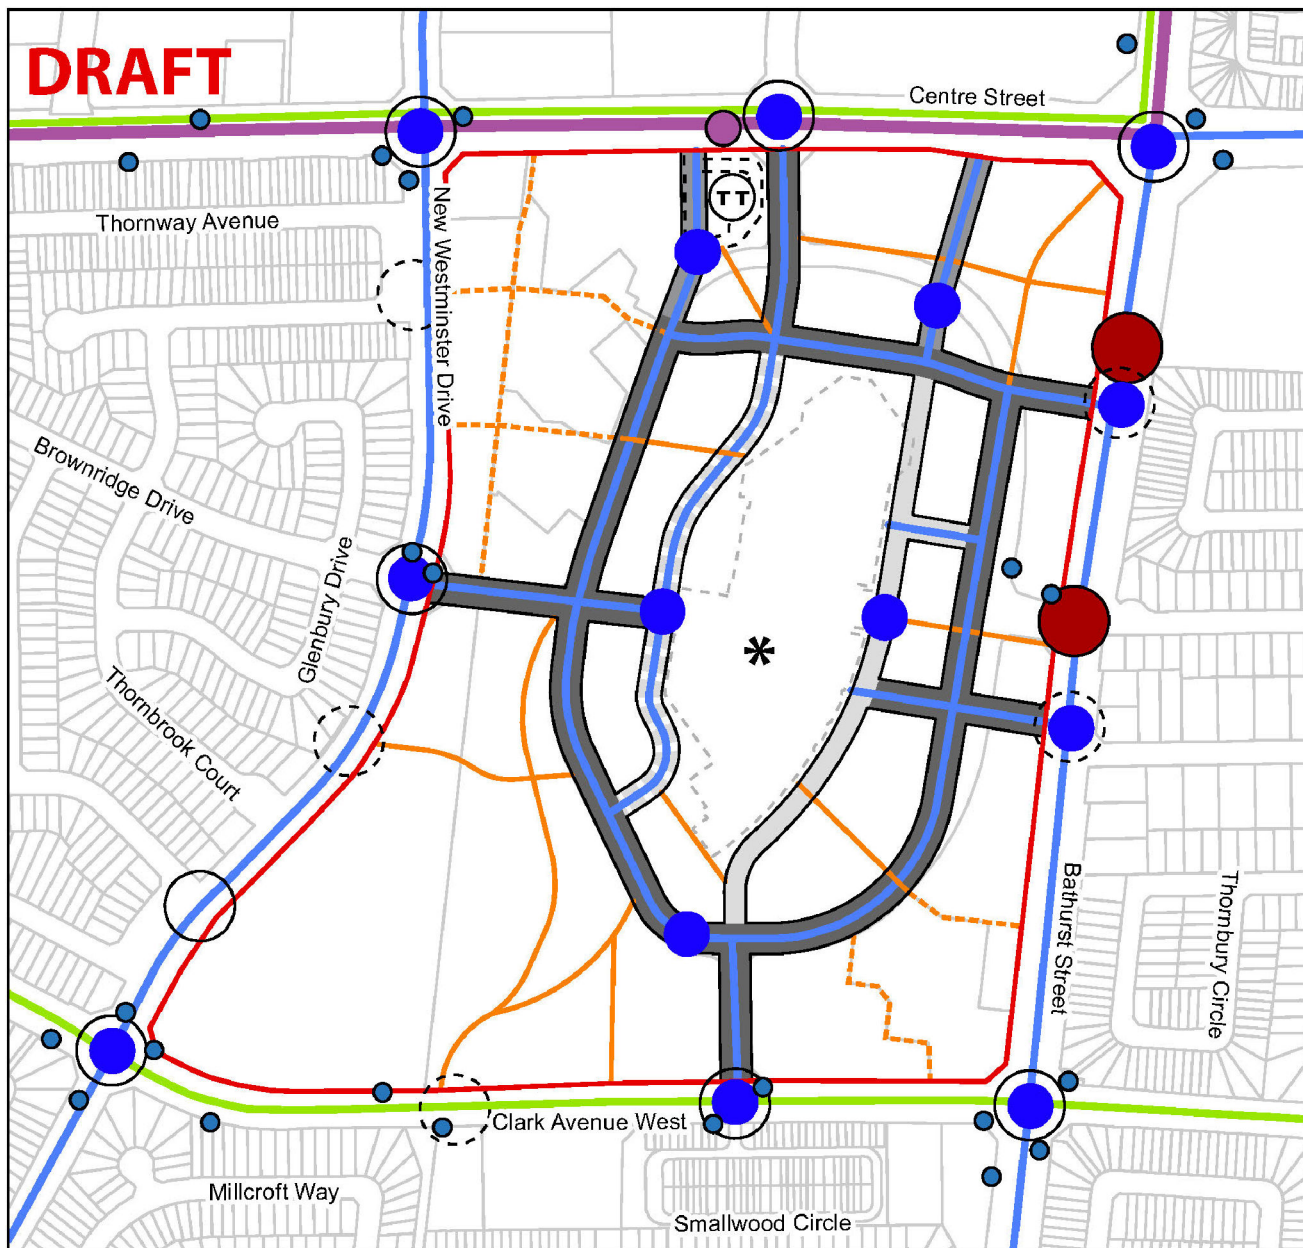 DRAFT
Centre Street
Thornway Avenue
TT
New Westminster Drive
Brownridge Drive
Glenbury Drive
*
Thornbrook Court
Bathurst Street
Thornbury Circle
Clark Avenue West
Millcroft Way
Smallwood Circle